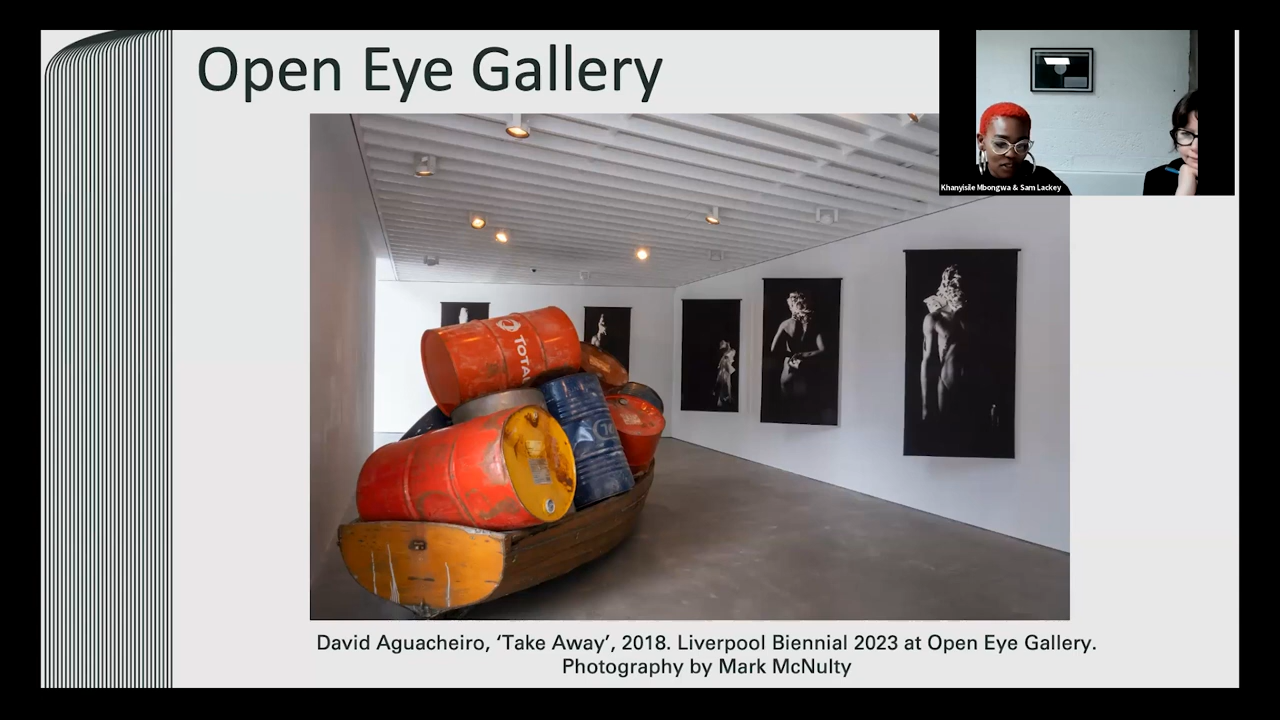 Open Eye Gallery
Khanyisile Mbongwa & Sam Lackey
TOTAL
David Aguacheiro, ‘Take Away’, 2018. Liverpool Biennial 2023 at Open Eye Gallery.
Photography by Mark McNulty